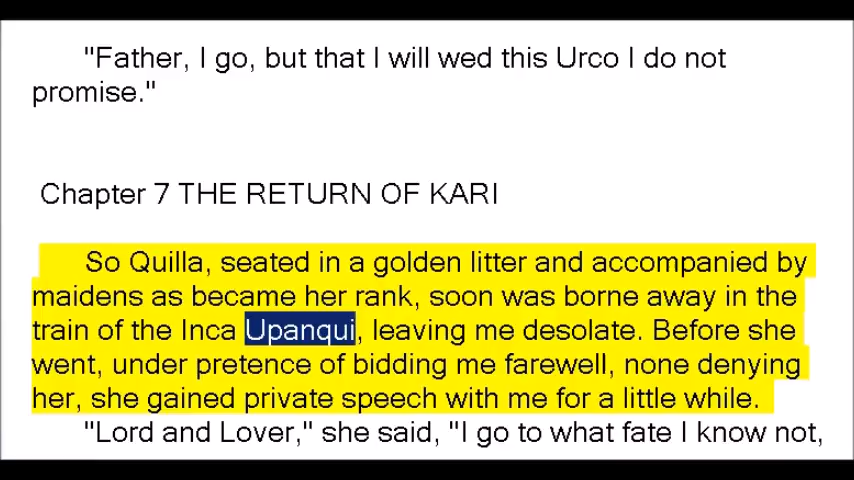 "Father, I go, but that I will wed this Urco I do not
promise."
Chapter 7 THE RETURN OF KARI
So Quilla, seated in a golden litter and accompanied by
maidens as became her rank, soon was borne away in the
train of the Inca Upanqui, leaving me desolate. Before she
went, under pretence of bidding me farewell, none denying
her, she gained private speech with me for a little while.
"Lord and Lover," she said, "I go to what fate I know not,